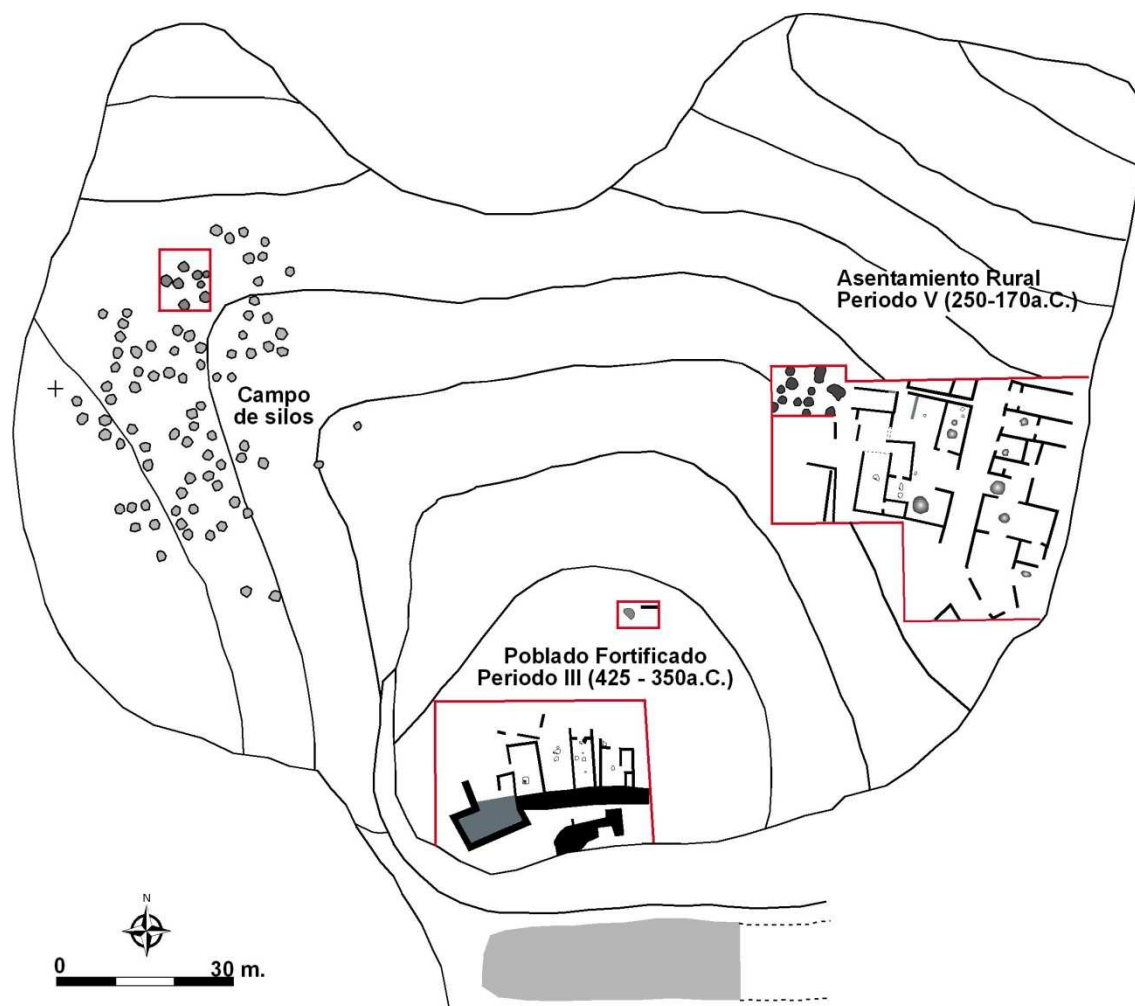 Asentamiento Rural
Periodo V (250-170a.C.)
Campo
de silos
Poblado Fortificado
Periodo III (425 - 350a.C.)
N
0 30 m.